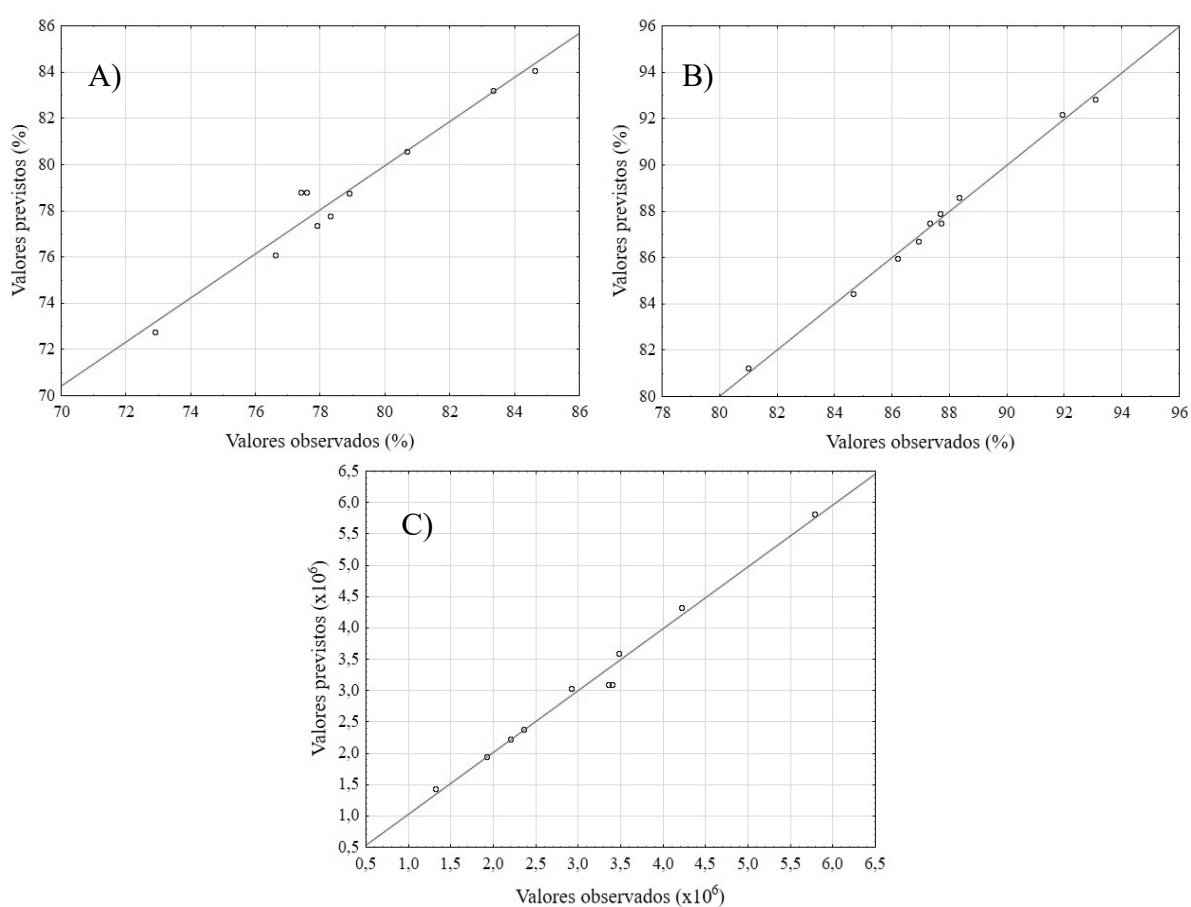 A)
Valores previstos (%)
86
84
82
80
78
76
74
72
70
70 72 74 76 78 80 82 84 86
Valores observados (%)
B)
Valores previstos (%)
96
94
92
90
88
86
84
82
80
78 80 82 84 86 88 90 92 94 96
Valores observados (%)
C)
Valores previstos (x10⁶)
6,5
6,0
5,5
5,0
4,5
4,0
3,5
3,0
2,5
2,0
1,5
1,0
0,5
0,5 1,0 1,5 2,0 2,5 3,0 3,5 4,0 4,5 5,0 5,5 6,0 6,5
Valores observados (x10⁶)